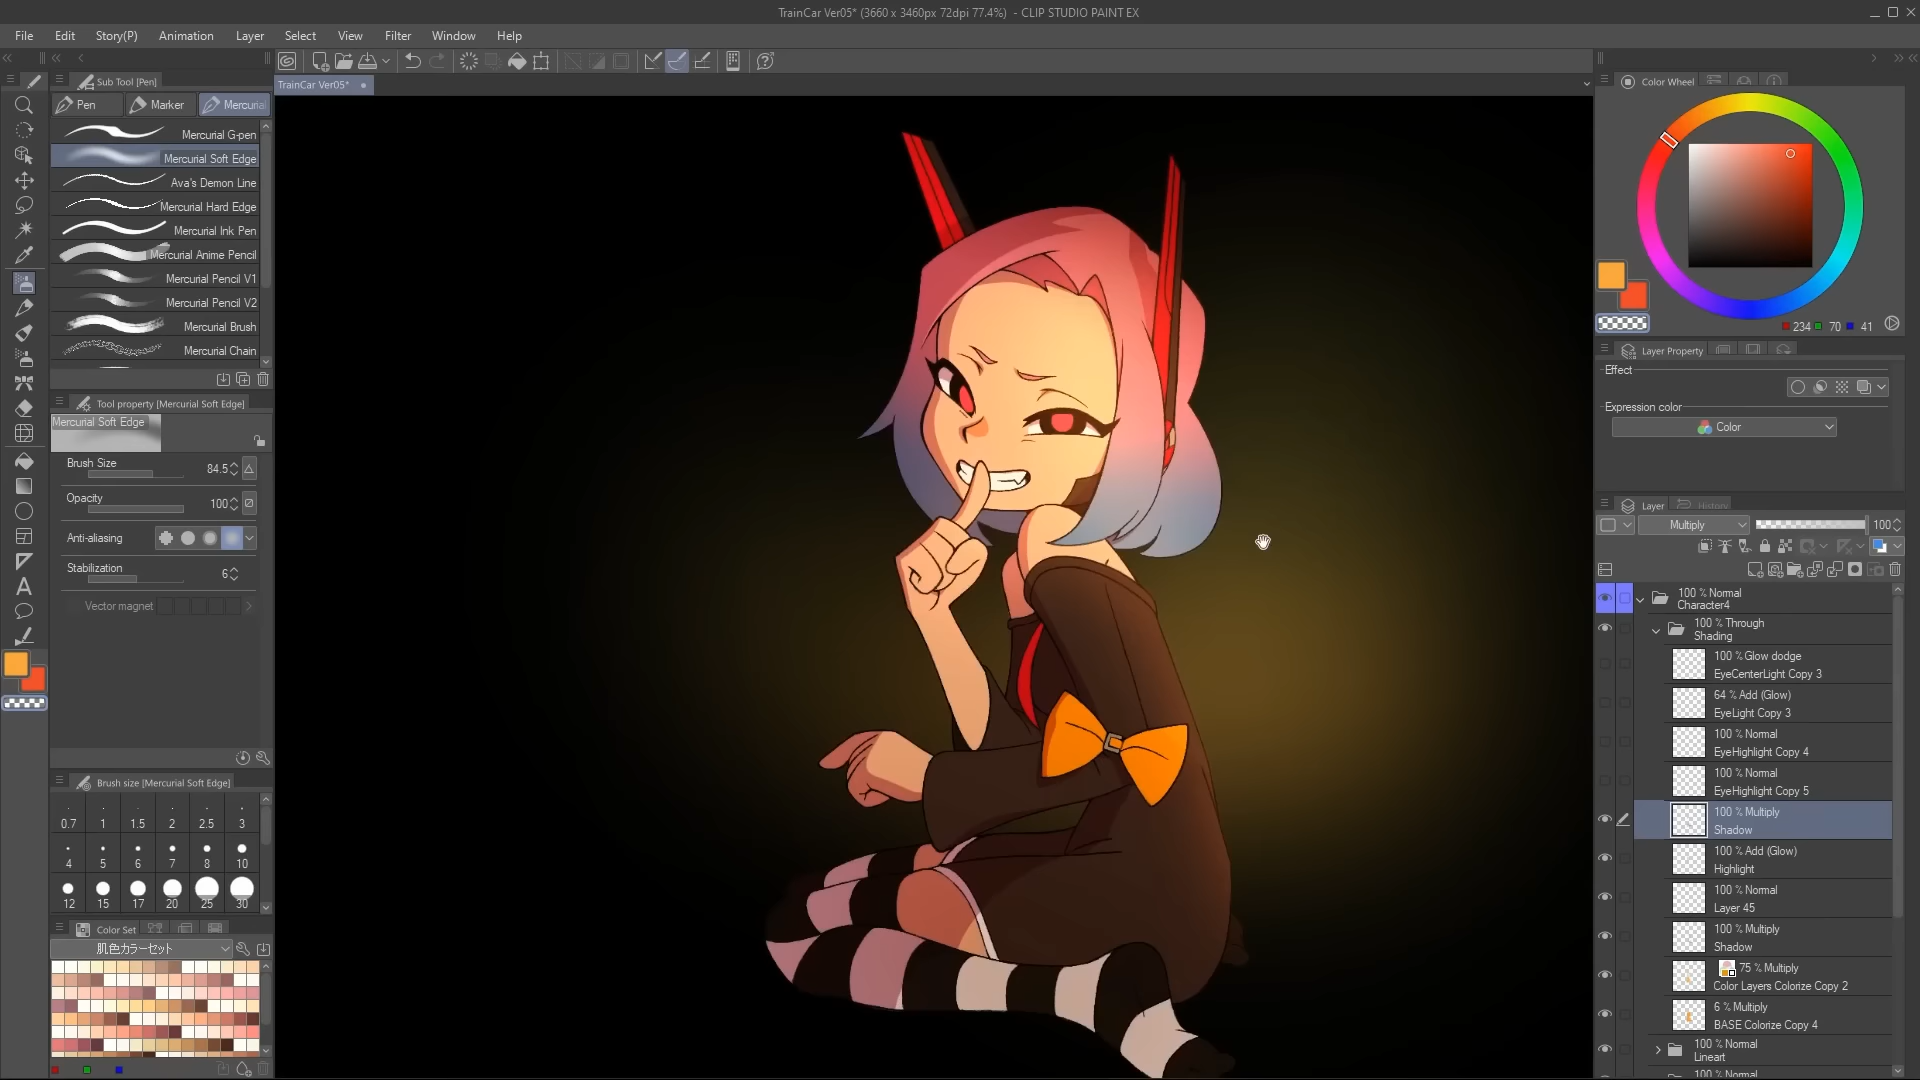 TrainCar Ver05* (3660 x 3460px 72dpi 77.4%) - CLIP STUDIO PAINT EX
File Edit Story(P) Animation Layer Select View Filter Window Help
Sub Tool [Pen]
TrainCar Ver05*
Pen Marker Mercurial
Mercurial G-pen
Mercurial Soft Edge
Ava's Demon Line
Mercurial Hard Edge
Mercurial Ink Pen
Mercurial Anime Pencil
Mercurial Pencil V1
Mercurial Pencil V2
Mercurial Brush
Mercurial Chain
Tool property [Mercurial Soft Edge]
Mercurial Soft Edge
Brush Size 84.5
Opacity 100
Anti-aliasing
Stabilization 6
Vector magnet
Brush size [Mercurial Soft Edge]
0.7 1 1.5 2 2.5 3
4 5 6 7 8 10
12 15 17 20 25 30
Color Set
肌色カラーセット
Color Wheel
234 70 41
Layer Property
Effect
Expression color
Color
Layer History
Multiply 100
100 % Normal
Character4
100 % Through
Shading
100 % Glow dodge
EyeCenterLight Copy 3
64 % Add (Glow)
EyeLight Copy 3
100 % Normal
EyeHighlight Copy 4
100 % Normal
EyeHighlight Copy 5
100 % Multiply
Shadow
100 % Add (Glow)
Highlight
100 % Normal
Layer 45
100 % Multiply
Shadow
75 % Multiply
Color Layers Colorize Copy 2
6 % Multiply
BASE Colorize Copy 4
100 % Normal
Lineart
100 % Normal